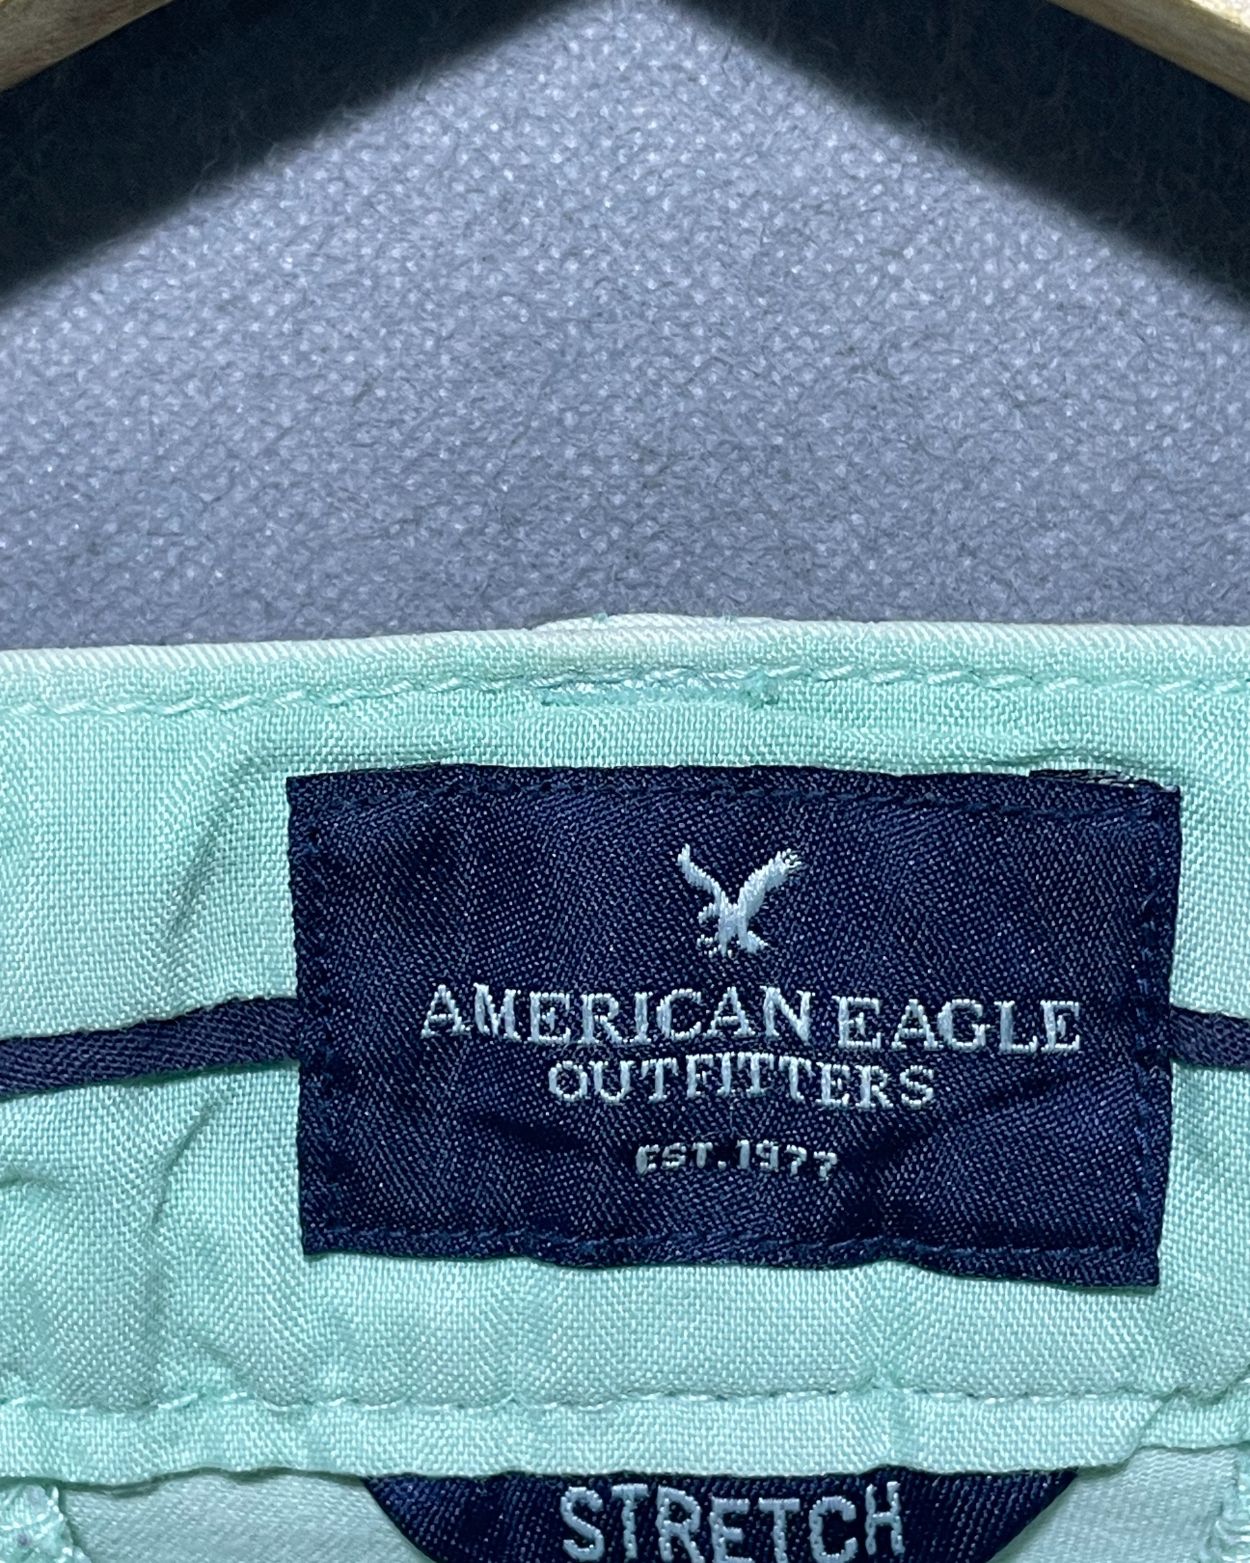 AMERICAN EAGLE
OUTFITTERS
EST. 1977
STRETCH